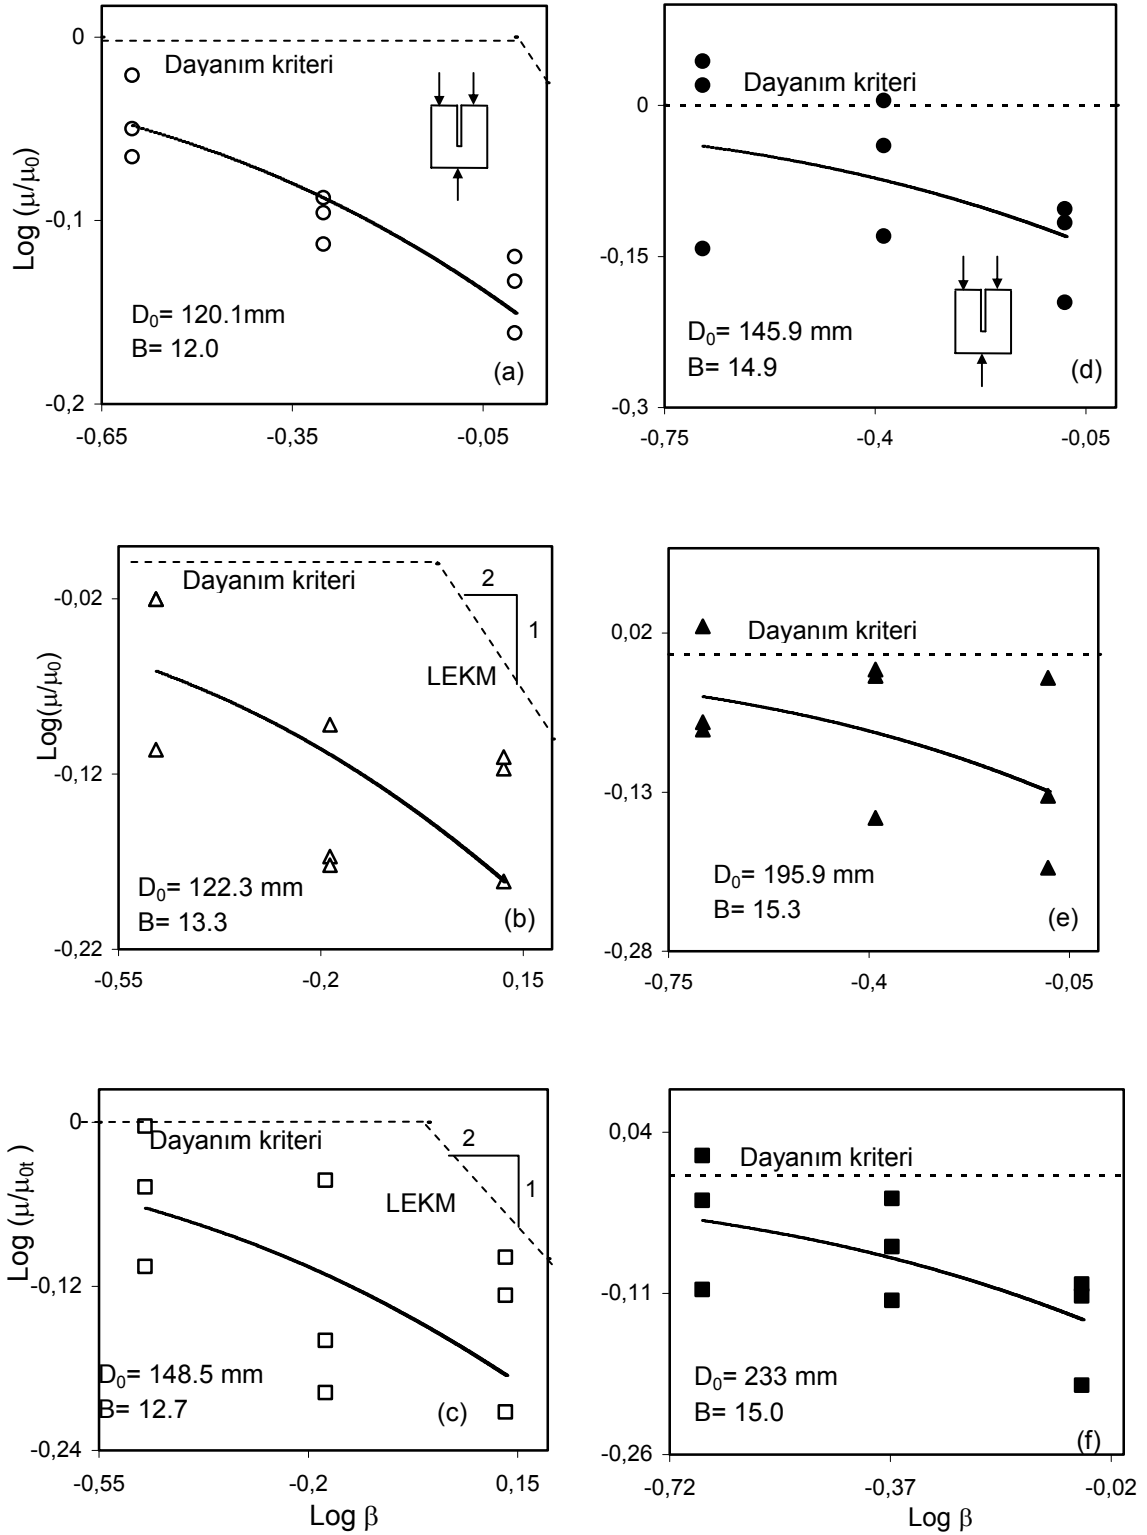 0
Dayanım kriteri
-0,1
-0,2
Log (μ/μ0)
D0= 120.1mm
B= 12.0
(a)
-0,65
-0,35
-0,05
Dayanım kriteri
0
-0,15
-0,3
D0= 145.9 mm
B= 14.9
(d)
-0,75
-0,4
-0,05
Dayanım kriteri
2
1
LEKM
-0,02
-0,12
-0,22
Log(μ/μ0)
D0= 122.3 mm
B= 13.3
(b)
-0,55
-0,2
0,15
0,02
Dayanım kriteri
-0,13
-0,28
D0= 195.9 mm
B= 15.3
(e)
-0,75
-0,4
-0,05
0
Dayanım kriteri
2
1
LEKM
-0,12
-0,24
Log (μ/μ0t )
D0= 148.5 mm
B= 12.7
(c)
-0,55
-0,2
0,15
Log β
0,04
Dayanım kriteri
-0,11
-0,26
D0= 233 mm
B= 15.0
(f)
-0,72
-0,37
-0,02
Log β